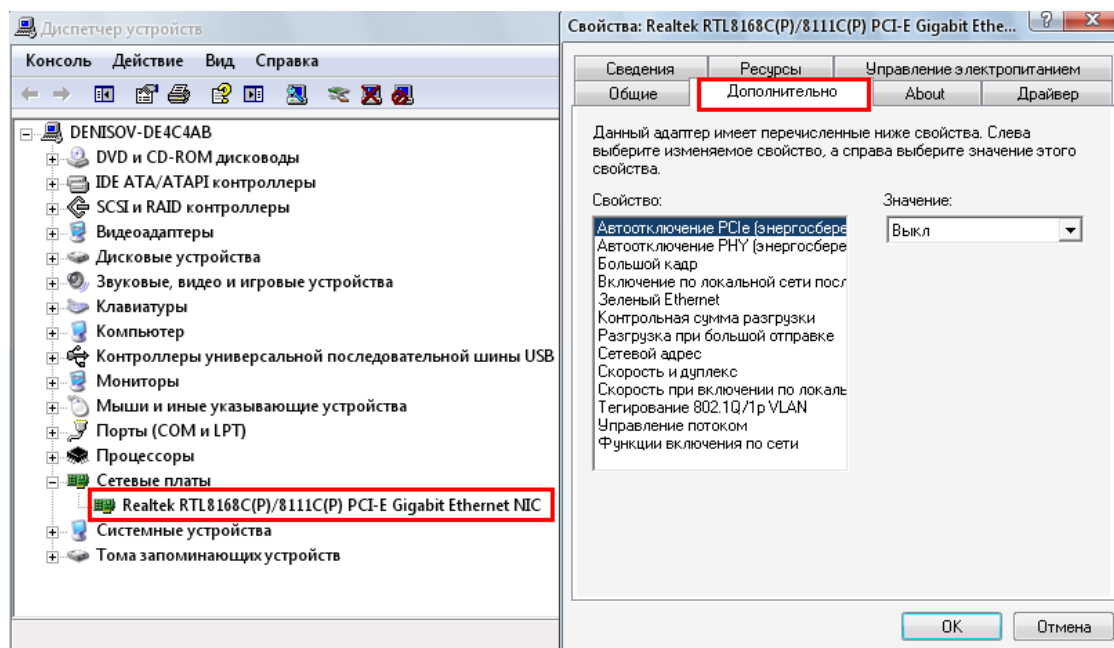 Диспетчер устройств
Консоль Действие Вид Справка
DENISOV-DE4C4AB
DVD и CD-ROM дисководы
IDE ATA/ATAPI контроллеры
SCSI и RAID контроллеры
Видеоадаптеры
Дисковые устройства
Звуковые, видео и игровые устройства
Клавиатуры
Компьютер
Контроллеры универсальной последовательной шины USB
Мониторы
Мыши и иные указывающие устройства
Порты (COM и LPT)
Процессоры
Сетевые платы
Realtek RTL8168C(P)/8111C(P) PCI-E Gigabit Ethernet NIC
Системные устройства
Тома запоминающих устройств
Свойства: Realtek RTL8168C(P)/8111C(P) PCI-E Gigabit Ethe...
Сведения Ресурсы Управление электропитанием
Общие Дополнительно About Драйвер
Данный адаптер имеет перечисленные ниже свойства. Слева
выберите изменяемое свойство, а справа выберите значение этого
свойства.
Свойство:
Автоотключение PCIe (энергосбере
Автоотключение PHY (энергосбере
Большой кадр
Включение по локальной сети посл
Зеленый Ethernet
Контрольная сумма разгрузки
Разгрузка при большой отправке
Сетевой адрес
Скорость и дуплекс
Скорость при включении по локаль
Тегирование 802.1Q/1p VLAN
Управление потоком
Функции включения по сети
Значение:
Выкл
OK Отмена